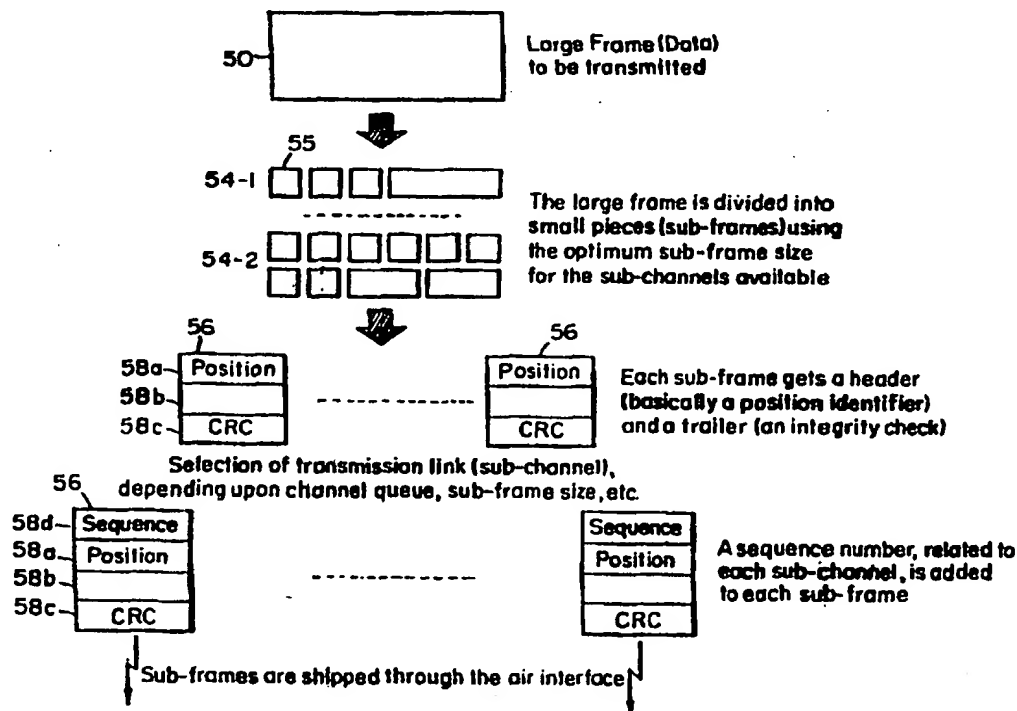 50
Large Frame (Data)
to be transmitted
55
54-1
54-2
The large frame is divided into
small pieces (sub-frames) using
the optimum sub-frame size
for the sub-channels available
56
56
58a
Position
Position
58b
58c
CRC
CRC
Each sub-frame gets a header
(basically a position identifier)
and a trailer (an integrity check)
Selection of transmission link (sub-channel),
depending upon channel queue, sub-frame size, etc.
56
58d
Sequence
Sequence
58a
Position
Position
58b
58c
CRC
CRC
A sequence number, related to
each sub-channel, is added
to each sub-frame
Sub-frames are shipped through the air interface